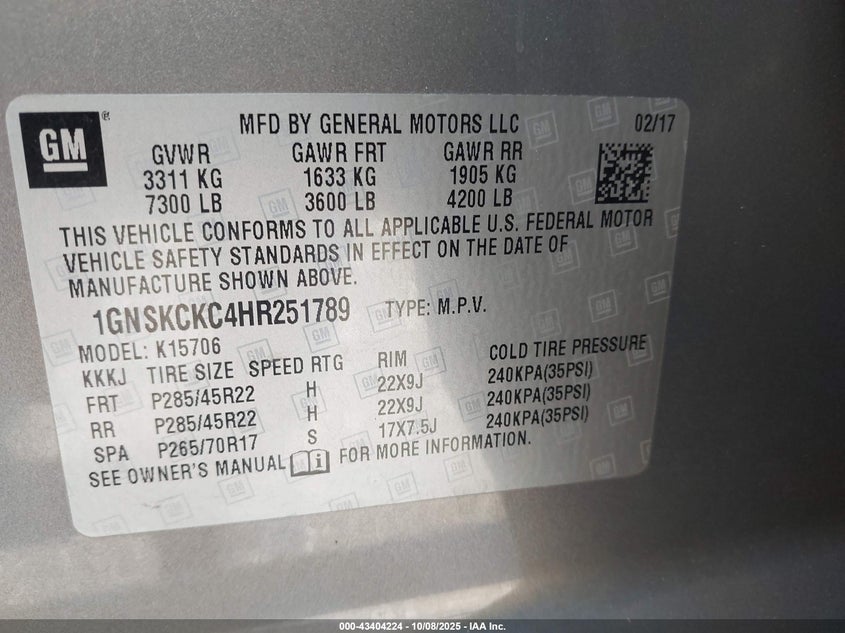 GM ®
MFD BY GENERAL MOTORS LLC 02/17
GVWR GAWR FRT GAWR RR
3311 KG 1633 KG 1905 KG
7300 LB 3600 LB 4200 LB
THIS VEHICLE CONFORMS TO ALL APPLICABLE U.S. FEDERAL MOTOR
VEHICLE SAFETY STANDARDS IN EFFECT ON THE DATE OF
MANUFACTURE SHOWN ABOVE.
1GNSKCKC4HR251789 TYPE: M.P.V.
MODEL: K15706
KKKJ TIRE SIZE SPEED RTG RIM COLD TIRE PRESSURE
FRT P285/45R22 H 22X9J 240KPA(35PSI)
RR P285/45R22 H 22X9J 240KPA(35PSI)
SPA P265/70R17 S 17X7.5J 240KPA(35PSI)
SEE OWNER'S MANUAL FOR MORE INFORMATION.
000-43404224 - 10/08/2025 - IAA Inc.